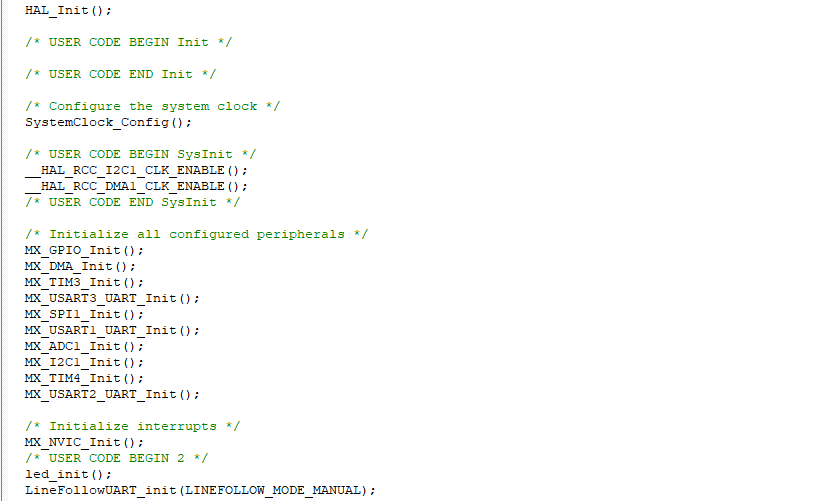 HAL_Init();
/* USER CODE BEGIN Init */
/* USER CODE END Init */
/* Configure the system clock */
SystemClock_Config();
/* USER CODE BEGIN SysInit */
__HAL_RCC_I2C1_CLK_ENABLE();
__HAL_RCC_DMA1_CLK_ENABLE();
/* USER CODE END SysInit */
/* Initialize all configured peripherals */
MX_GPIO_Init();
MX_DMA_Init();
MX_TIM3_Init();
MX_USART3_UART_Init();
MX_SPI1_Init();
MX_USART1_UART_Init();
MX_ADC1_Init();
MX_I2C1_Init();
MX_TIM4_Init();
MX_USART2_UART_Init();
/* Initialize interrupts */
MX_NVIC_Init();
/* USER CODE BEGIN 2 */
led_init();
LineFollowUART_init(LINEFOLLOW_MODE_MANUAL);